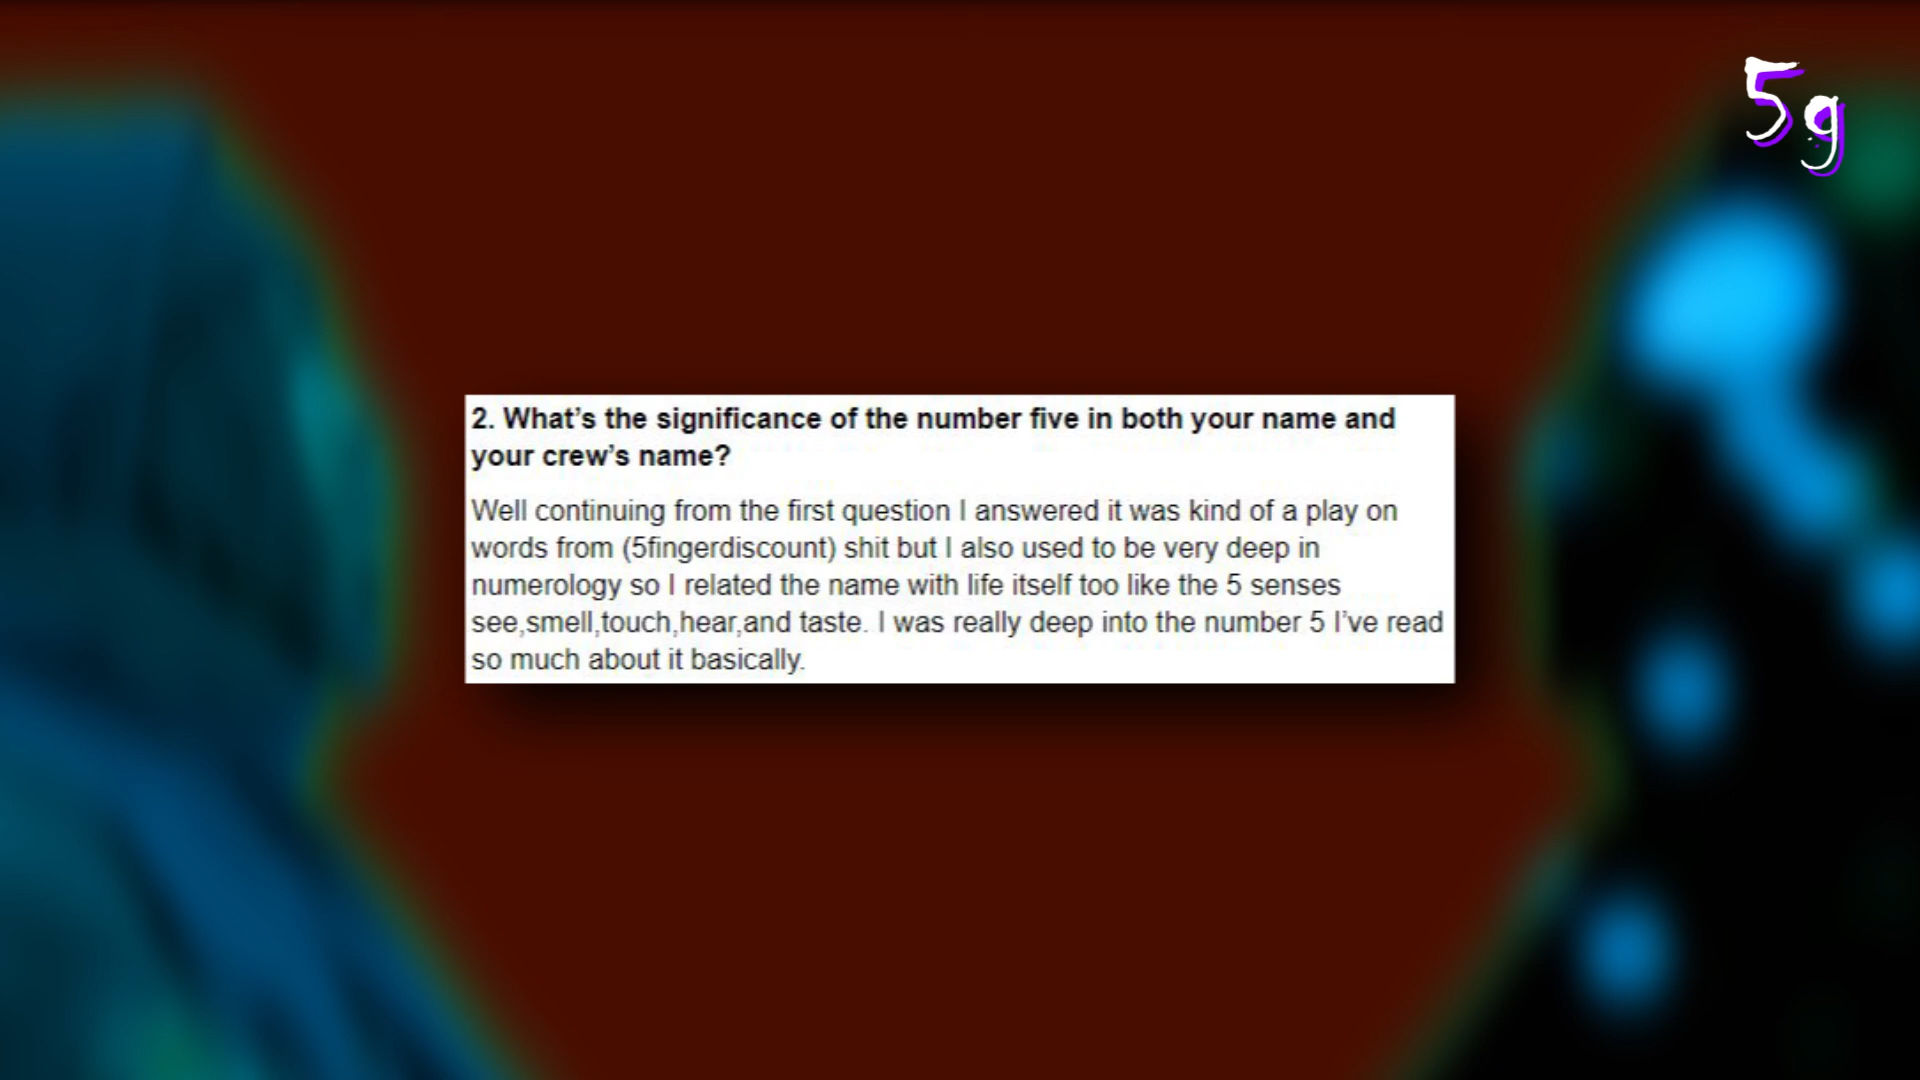 5g
2. What’s the significance of the number five in both your name and
your crew’s name?
Well continuing from the first question I answered it was kind of a play on
words from (5fingerdiscount) shit but I also used to be very deep in
numerology so I related the name with life itself too like the 5 senses
see,smell,touch,hear,and taste. I was really deep into the number 5 I’ve read
so much about it basically.